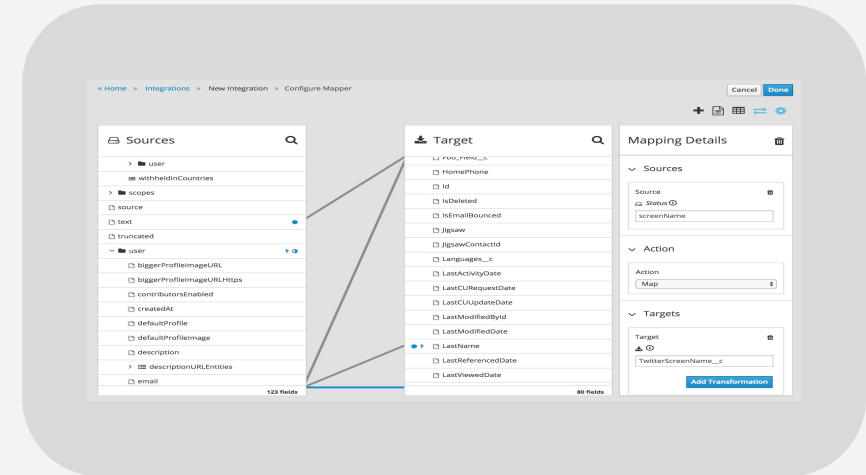 « Home » Integrations » New Integration » Configure Mapper
Cancel Done
Sources
> user
withheldInCountries
> scopes
source
text
truncated
user
biggerProfileImageURL
biggerProfileImageURLHttps
contributorsEnabled
createdAt
defaultProfile
defaultProfileImage
description
> descriptionURLEntities
email
123 fields
Target
Foo_Field__c
HomePhone
Id
IsDeleted
IsEmailBounced
Jigsaw
JigsawContactId
Languages__c
LastActivityDate
LastCURequestDate
LastCUUpdateDate
LastModifiedById
LastModifiedDate
LastName
LastReferencedDate
LastViewedDate
80 fields
Mapping Details
Sources
Source
Status
screenName
Action
Action
Map
Targets
Target
TwitterScreenName__c
Add Transformation